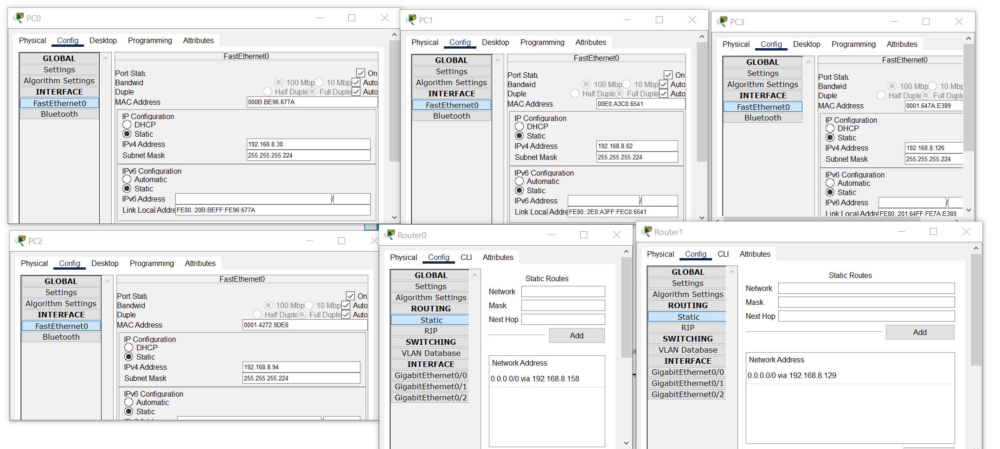 PC0
Physical Config Desktop Programming Attributes
GLOBAL
Settings
Algorithm Settings
INTERFACE
FastEthernet0
Bluetooth
FastEthernet0
Port Statu
On
Bandwid
100 Mbp 10 Mbp Auto
Duple
Half Duple Full Duple Auto
MAC Address
000B.BE96.677A
IP Configuration
DHCP
Static
IPv4 Address
192.168.8.30
Subnet Mask
255.255.255.224
IPv6 Configuration
Automatic
Static
IPv6 Address
/
Link Local Addre
FE80::20B:BEFF:FE96:677A
PC1
Physical Config Desktop Programming Attributes
GLOBAL
Settings
Algorithm Settings
INTERFACE
FastEthernet0
Bluetooth
FastEthernet0
Port Statu
On
Bandwid
100 Mbp 10 Mbp Auto
Duple
Half Duple Full Duple Auto
MAC Address
00E0.A3C0.6541
IP Configuration
DHCP
Static
IPv4 Address
192.168.8.62
Subnet Mask
255.255.255.224
IPv6 Configuration
Automatic
Static
IPv6 Address
/
Link Local Addre
FE80::2E0:A3FF:FEC0:6541
PC3
Physical Config Desktop Programming Attributes
GLOBAL
Settings
Algorithm Settings
INTERFACE
FastEthernet0
Bluetooth
FastEthernet0
Port Statu
Bandwid
100 Mbp 10 Mbp
Duple
Half Duple Full Duple
MAC Address
0001.647A.E389
IP Configuration
DHCP
Static
IPv4 Address
192.168.8.126
Subnet Mask
255.255.255.224
IPv6 Configuration
Automatic
Static
IPv6 Address
/
Link Local Addre
FE80::201:64FF:FE7A:E389
PC2
Physical Config Desktop Programming Attributes
GLOBAL
Settings
Algorithm Settings
INTERFACE
FastEthernet0
Bluetooth
FastEthernet0
Port Statu
On
Bandwid
100 Mbp 10 Mbp Auto
Duple
Half Duple Full Duple Auto
MAC Address
0001.4272.9DE6
IP Configuration
DHCP
Static
IPv4 Address
192.168.8.94
Subnet Mask
255.255.255.224
IPv6 Configuration
Automatic
Static
Router0
Physical Config CLI Attributes
GLOBAL
Settings
Algorithm Settings
ROUTING
Static
RIP
SWITCHING
VLAN Database
INTERFACE
GigabitEthernet0/0
GigabitEthernet0/1
GigabitEthernet0/2
Static Routes
Network
Mask
Next Hop
Add
Network Address
0.0.0.0/0 via 192.168.8.158
Router1
Physical Config CLI Attributes
GLOBAL
Settings
Algorithm Settings
ROUTING
Static
RIP
SWITCHING
VLAN Database
INTERFACE
GigabitEthernet0/0
GigabitEthernet0/1
GigabitEthernet0/2
Static Routes
Network
Mask
Next Hop
Add
Network Address
0.0.0.0/0 via 192.168.8.129